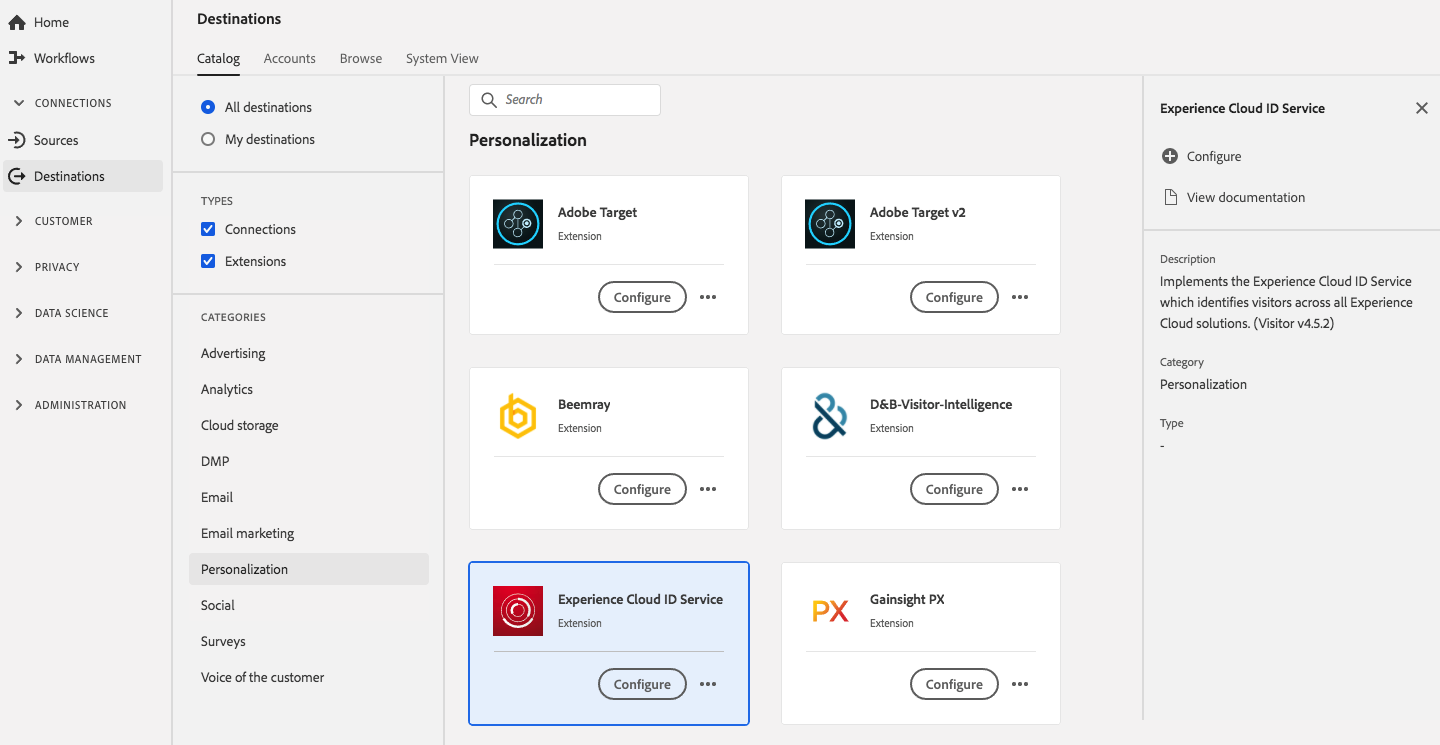 Home
Workflows
CONNECTIONS
Sources
Destinations
CUSTOMER
PRIVACY
DATA SCIENCE
DATA MANAGEMENT
ADMINISTRATION
Destinations
Catalog Accounts Browse System View
All destinations
My destinations
TYPES
Connections
Extensions
CATEGORIES
Advertising
Analytics
Cloud storage
DMP
Email
Email marketing
Personalization
Social
Surveys
Voice of the customer
Search
Personalization
Adobe Target
Extension
Configure
Adobe Target v2
Extension
Configure
Beemray
Extension
Configure
D&B-Visitor-Intelligence
Extension
Configure
Experience Cloud ID Service
Extension
Configure
PX
Gainsight PX
Extension
Configure
Experience Cloud ID Service
Configure
View documentation
Description
Implements the Experience Cloud ID Service
which identifies visitors across all Experience
Cloud solutions. (Visitor v4.5.2)
Category
Personalization
Type
-